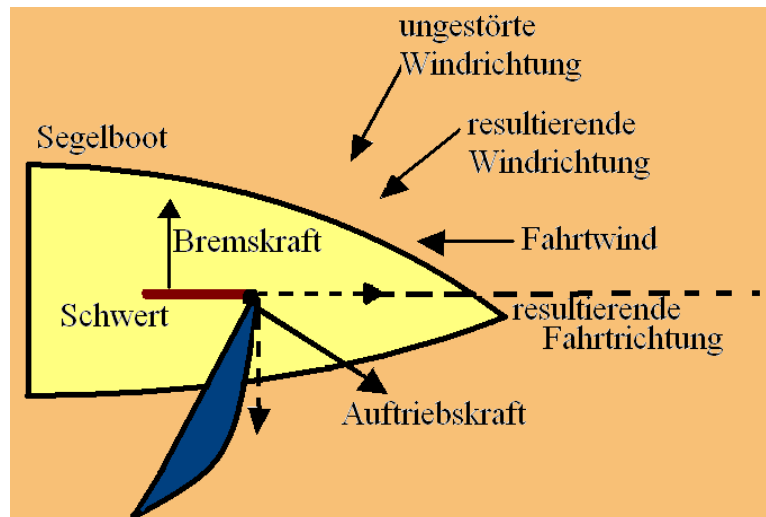 ungestörte
Windrichtung
resultierende
Windrichtung
Segelboot
Bremskraft
Fahrtwind
Schwert
resultierende
Fahrtrichtung
Auftriebskraft